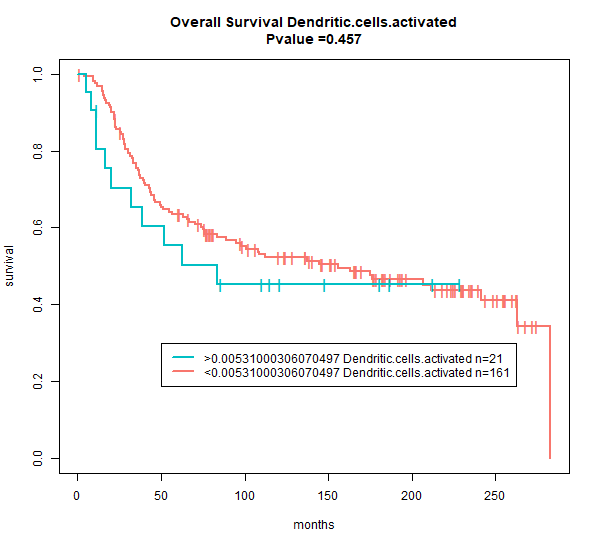 Overall Survival Dendritic.cells.activated
Pvalue =0.457
survival
1.0
0.8
0.6
0.4
0.2
0.0
>0.00531000306070497 Dendritic.cells.activated n=21
<0.00531000306070497 Dendritic.cells.activated n=161
0 50 100 150 200 250
months